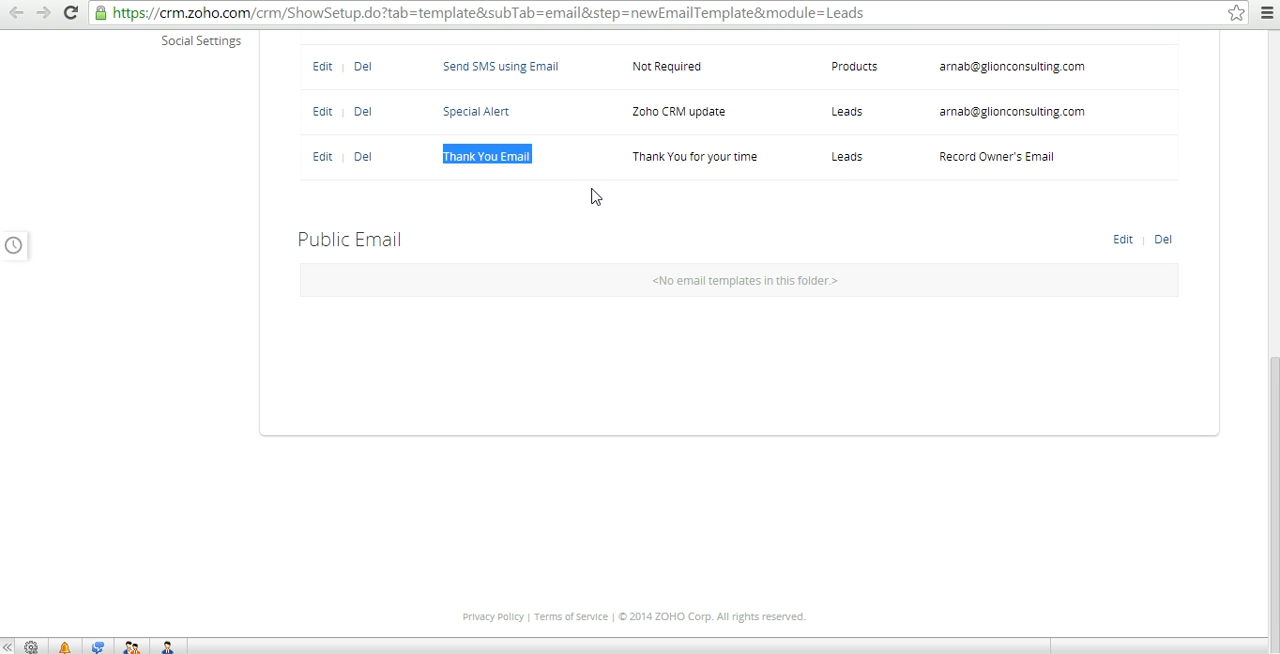 https://crm.zoho.com/crm/ShowSetup.do?tab=template&subTab=email&step=newEmailTemplate&module=Leads
Social Settings
Edit | Del Send SMS using Email Not Required Products arnab@glionconsulting.com
Edit | Del Special Alert Zoho CRM update Leads arnab@glionconsulting.com
Edit | Del Thank You Email Thank You for your time Leads Record Owner's Email
Public Email Edit | Del
<No email templates in this folder.>
Privacy Policy | Terms of Service | © 2014 ZOHO Corp. All rights reserved.